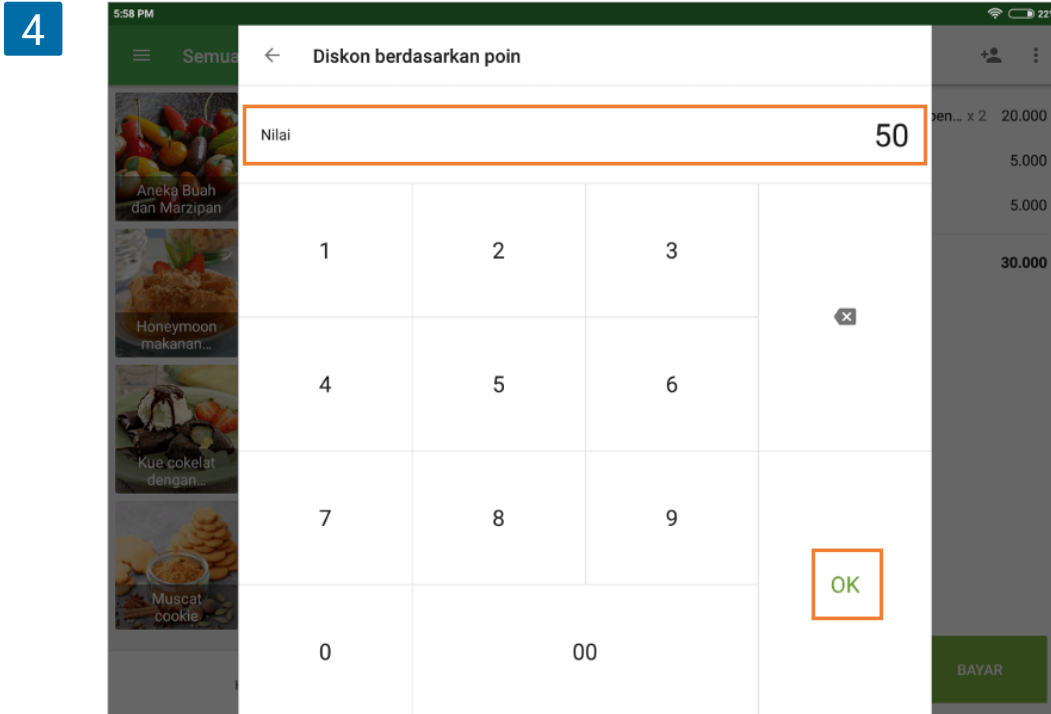 4
5:58 PM
22
Semua
Diskon berdasarkan poin
Nilai
50
x 2 20.000
5.000
5.000
30.000
Aneka Buah
dan Marzipan
Honeymoon
makanan...
Kue cokelat
dengan...
Muscat
cookie
1 2 3
4 5 6
7 8 9
0 00
OK
BAYAR